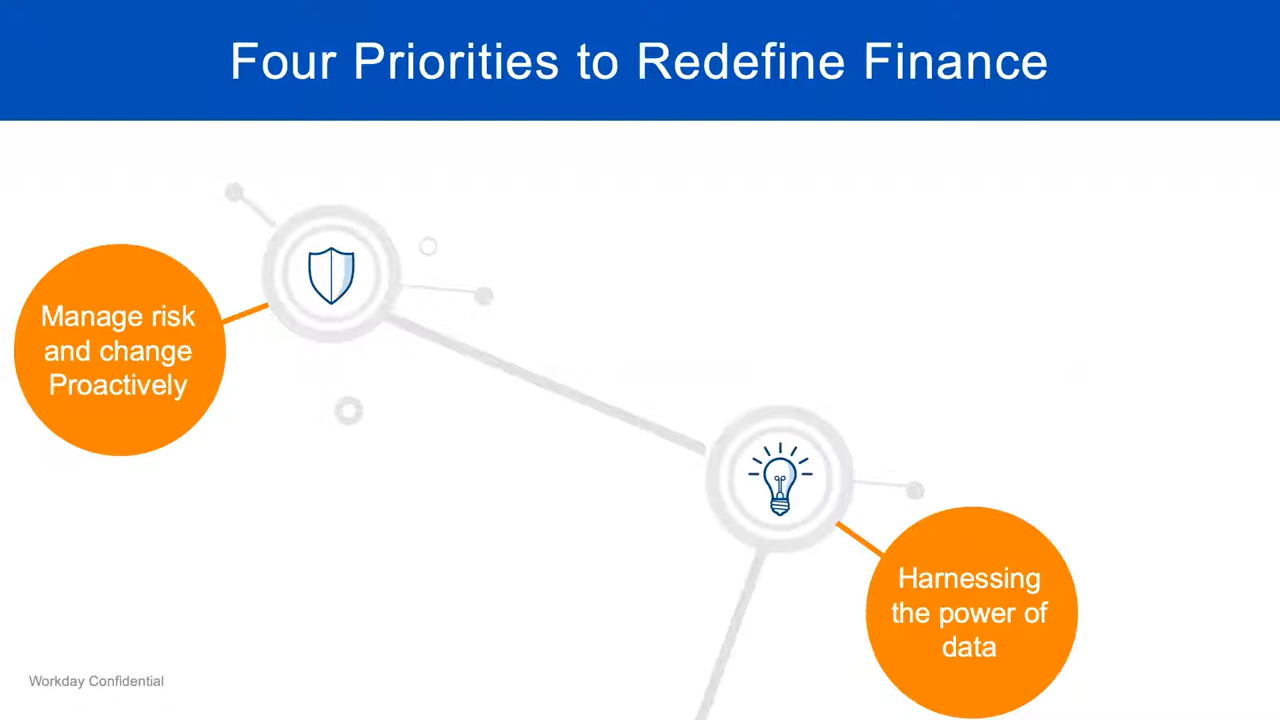 Four Priorities to Redefine Finance
Manage risk
and change
Proactively
Harnessing
the power of
data
Workday Confidential